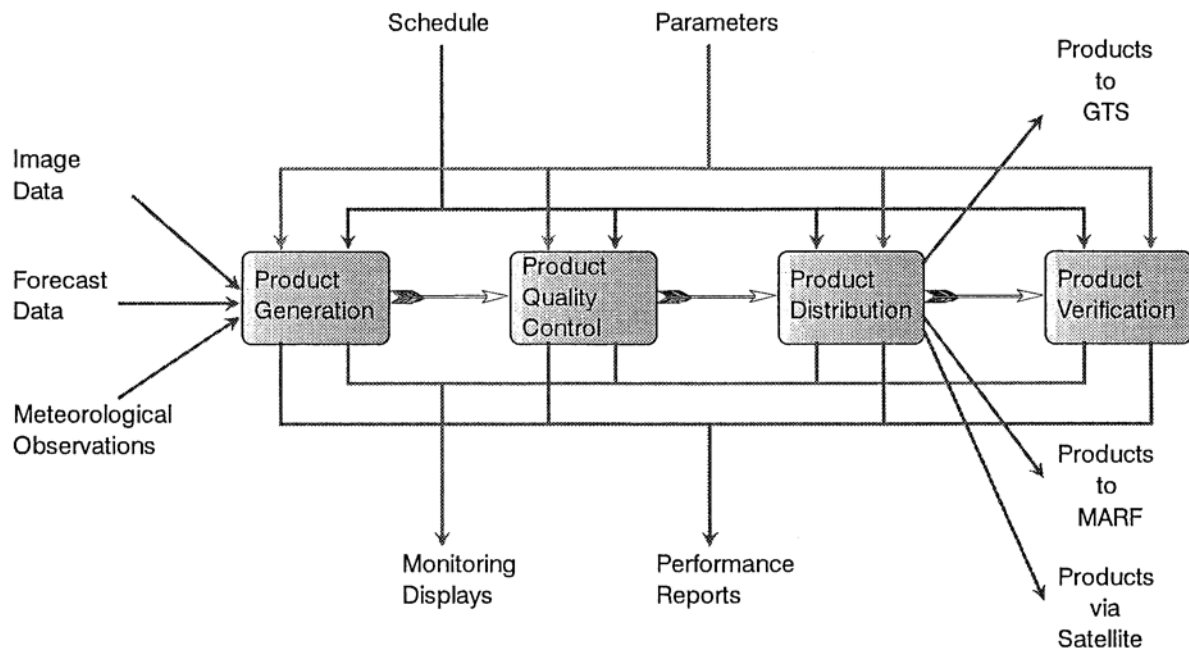 Schedule
Parameters
Products
to
GTS
Image
Data
Forecast
Data
Meteorological
Observations
Product
Generation
Product
Quality
Control
Product
Distribution
Product
Verification
Monitoring
Displays
Performance
Reports
Products
to
MARF
Products
via
Satellite